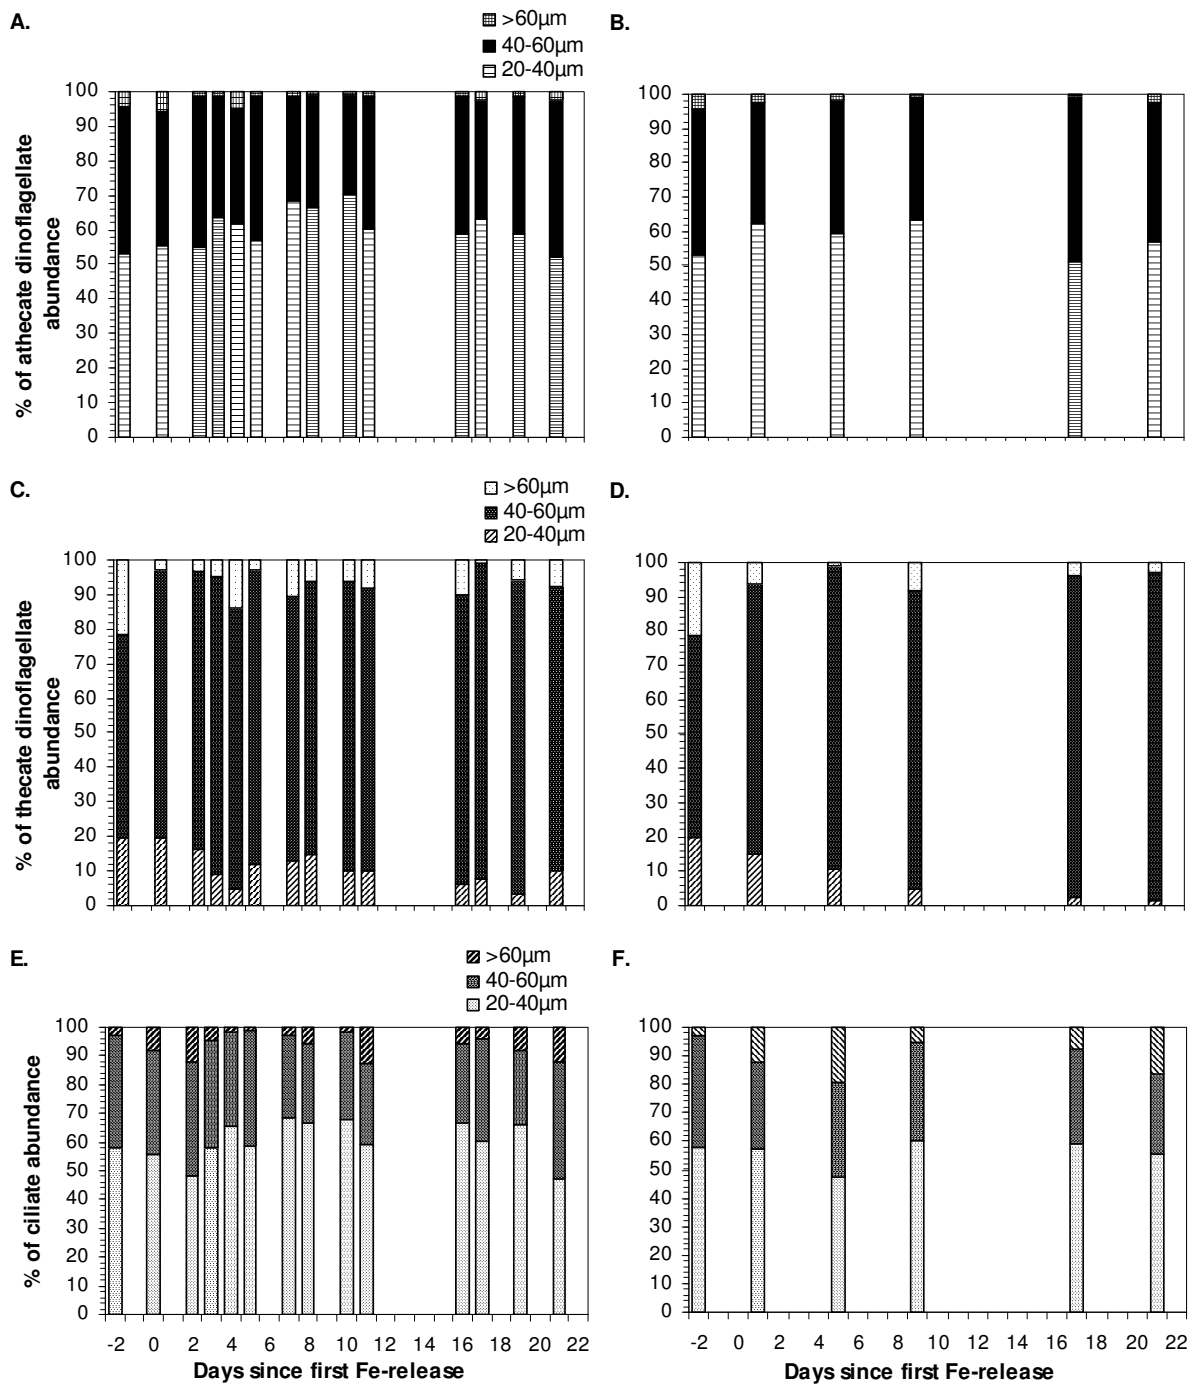 A.
>60µm
40-60µm
20-40µm
B.
% of athecate dinoflagellate
abundance
100
90
80
70
60
50
40
30
20
10
0
100
90
80
70
60
50
40
30
20
10
0
C.
>60µm
40-60µm
20-40µm
D.
% of thecate dinoflagellate
abundance
100
90
80
70
60
50
40
30
20
10
0
100
90
80
70
60
50
40
30
20
10
0
E.
>60µm
40-60µm
20-40µm
F.
% of ciliate abundance
100
90
80
70
60
50
40
30
20
10
0
-2 0 2 4 6 8 10 12 14 16 18 20 22
Days since first Fe-release
100
90
80
70
60
50
40
30
20
10
0
-2 0 2 4 6 8 10 12 14 16 18 20 22
Days since first Fe-release